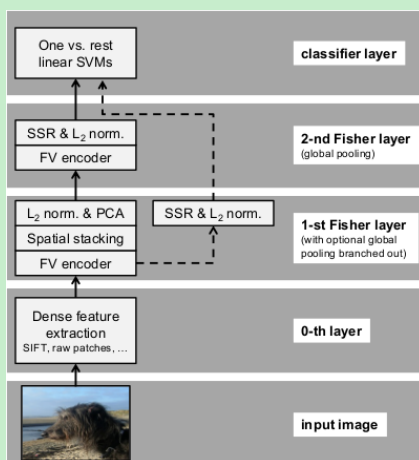 One vs. rest
linear SVMs
classifier layer
SSR & L2 norm.
FV encoder
2-nd Fisher layer
(global pooling)
L2 norm. & PCA
Spatial stacking
FV encoder
SSR & L2 norm.
1-st Fisher layer
(with optional global
pooling branched out)
Dense feature
extraction
SIFT, raw patches, ...
0-th layer
input image